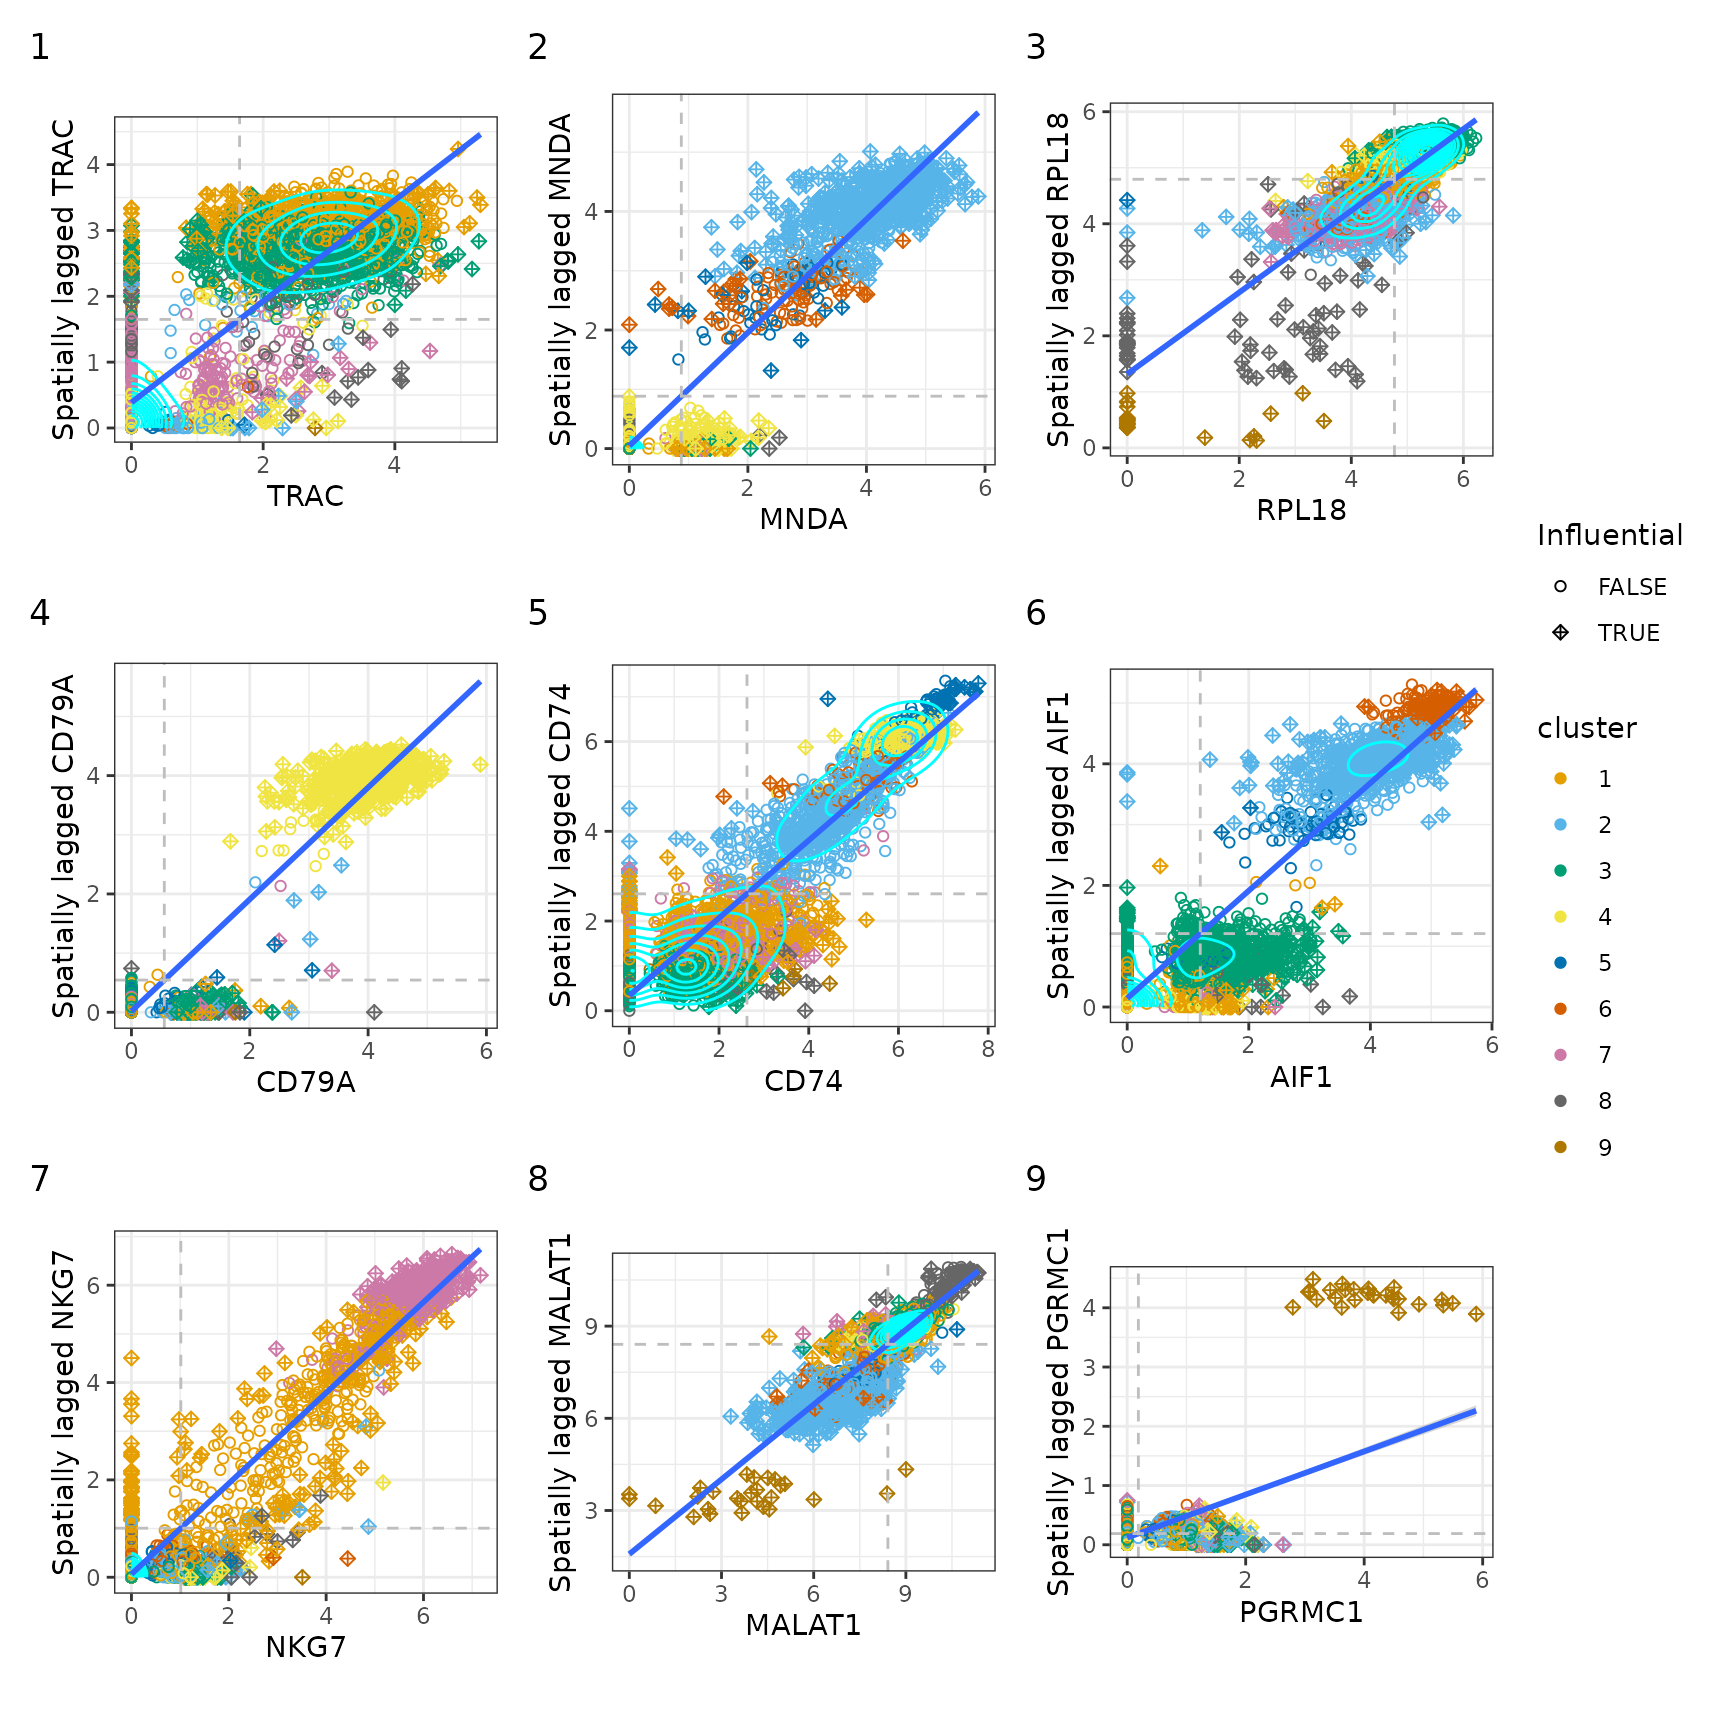 1
2
3
Spatially lagged TRAC
4
3
2
1
0
0 2 4
TRAC
Spatially lagged MNDA
4
2
0
0 2 4 6
MNDA
Spatially lagged RPL18
6
4
2
0
0 2 4 6
RPL18
4
5
6
Spatially lagged CD79A
4
2
0
0 2 4 6
CD79A
Spatially lagged CD74
6
4
2
0
0 2 4 6 8
CD74
Spatially lagged AIF1
4
2
0
0 2 4 6
AIF1
7
8
9
Spatially lagged NKG7
6
4
2
0
0 2 4 6
NKG7
Spatially lagged MALAT1
9
6
3
0 3 6 9
MALAT1
Spatially lagged PGRMC1
4
3
2
1
0
0 2 4 6
PGRMC1
Influential
FALSE
TRUE
cluster
1
2
3
4
5
6
7
8
9